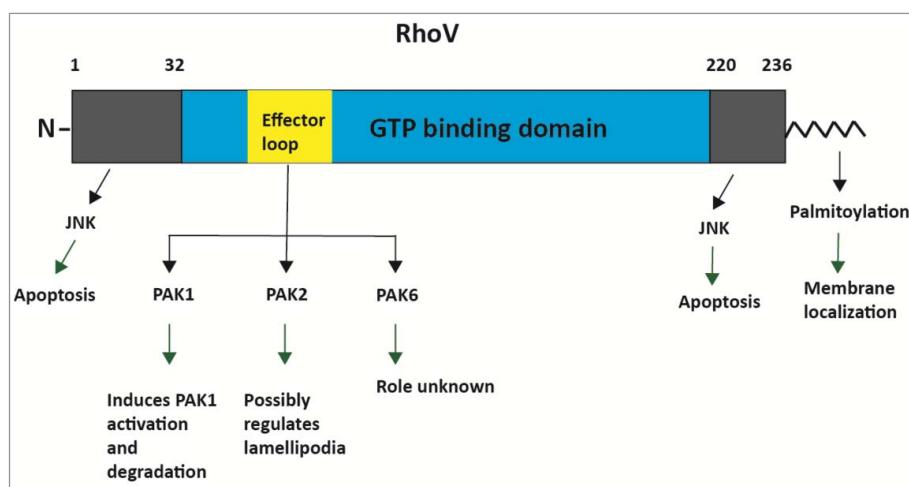 RhoV
1 32 220 236
N
Effector
loop
GTP binding domain
JNK
Apoptosis
PAK1
PAK2
PAK6
Induces PAK1
activation
and
degradation
Possibly
regulates
lamellipodia
Role unknown
JNK
Apoptosis
Palmitoylation
Membrane
localization